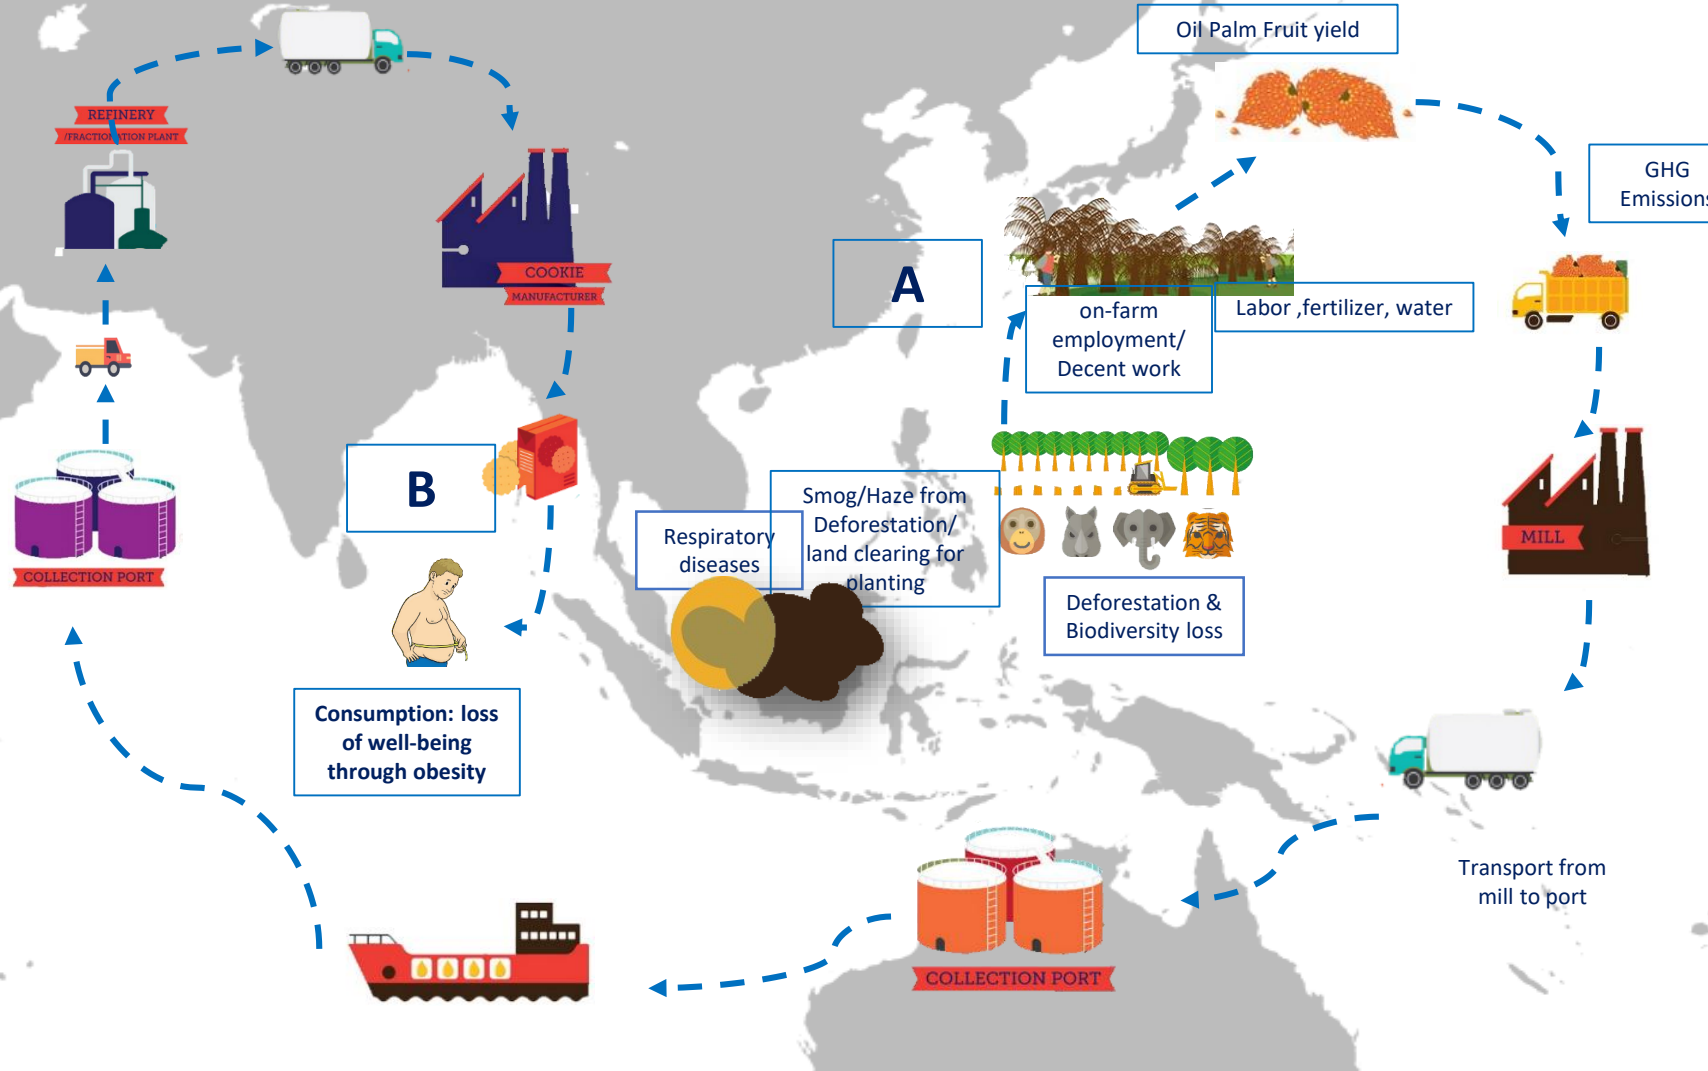 Oil Palm Fruit yield
REFINERY
/FRACTIONATION PLANT
GHG
Emissions
COOKIE
MANUFACTURER
A
on-farm
employment/
Decent work
Labor ,fertilizer, water
B
Smog/Haze from
Deforestation/
land clearing for
planting
Respiratory
diseases
MILL
COLLECTION PORT
Deforestation &
Biodiversity loss
Consumption: loss
of well-being
through obesity
Transport from
mill to port
COLLECTION PORT